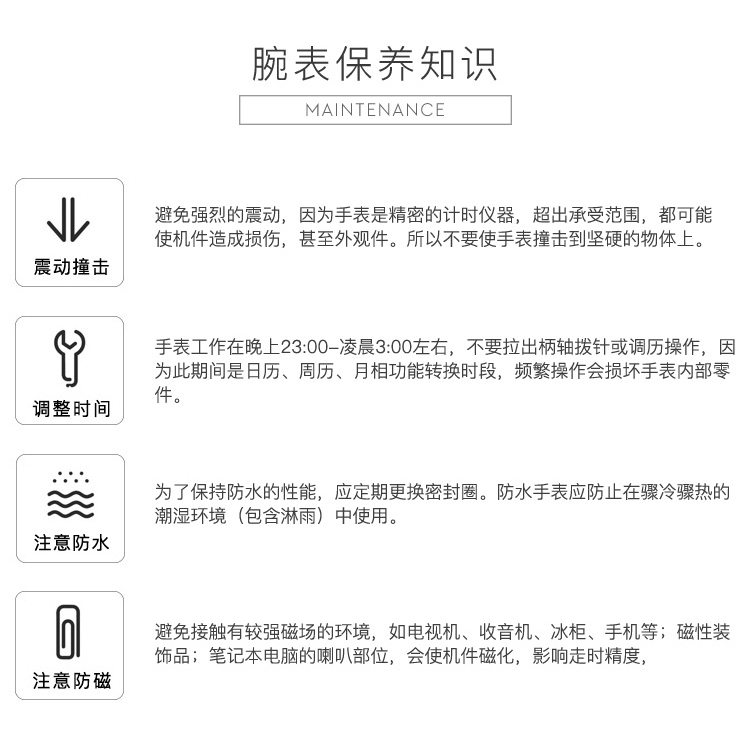 腕表保养知识
MAINTENANCE
震动撞击
避免强烈的震动，因为手表是精密的计时仪器，超出承受范围，都可能
使机件造成损伤，甚至外观件。所以不要使手表撞击到坚硬的物体上。
调整时间
手表工作在晚上23:00–凌晨3:00左右，不要拉出柄轴拨针或调历操作，因
为此期间是日历、周历、月相功能转换时段，频繁操作会损坏手表内部零
件。
注意防水
为了保持防水的性能，应定期更换密封圈。防水手表应防止在骤冷骤热的
潮湿环境（包含淋雨）中使用。
注意防磁
避免接触有较强磁场的环境，如电视机、收音机、冰柜、手机等；磁性装
饰品；笔记本电脑的喇叭部位，会使机件磁化，影响走时精度，